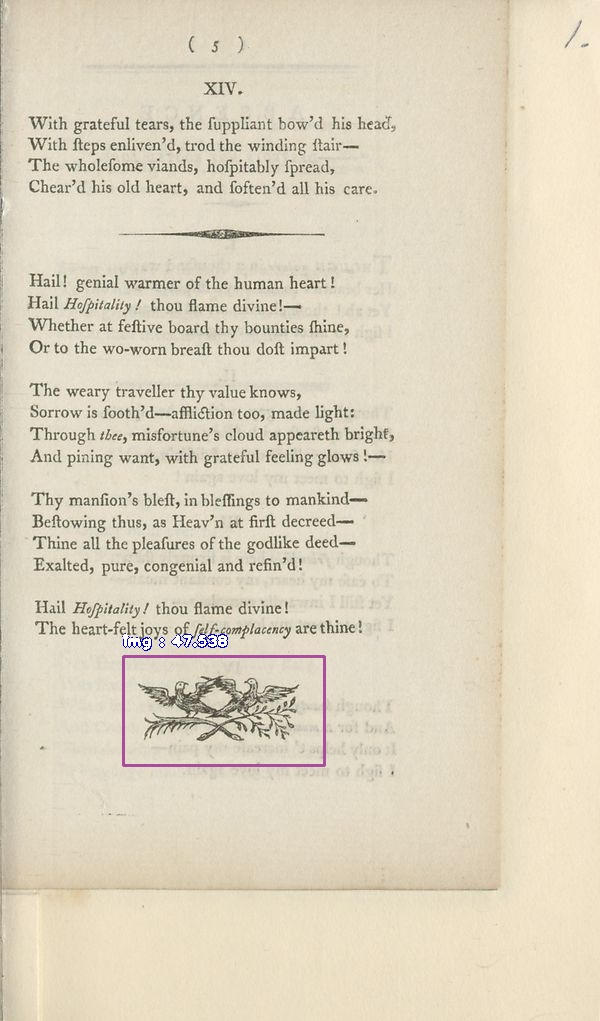 ( 5 )
1.
XIV.
With grateful tears, the ſuppliant bow'd his head,
With ſteps enliven'd, trod the winding ſtair—
The wholeſome viands, hoſpitably ſpread,
Chear'd his old heart, and ſoften'd all his care.
Hail! genial warmer of the human heart!
Hail Hoſpitality! thou flame divine!—
Whether at feſtive board thy bounties ſhine,
Or to the wo-worn breaſt thou doſt impart!
The weary traveller thy value knows,
Sorrow is ſooth'd—affliction too, made light:
Through thee, misfortune's cloud appeareth bright,
And pining want, with grateful feeling glows!—
Thy manſion's bleſt, in bleſſings to mankind—
Beſtowing thus, as Heav'n at firſt decreed—
Thine all the pleaſures of the godlike deed—
Exalted, pure, congenial and refin'd!
Hail Hoſpitality! thou flame divine!
The heart-felt joys of ſelf-complacency are thine!
img : 47.538